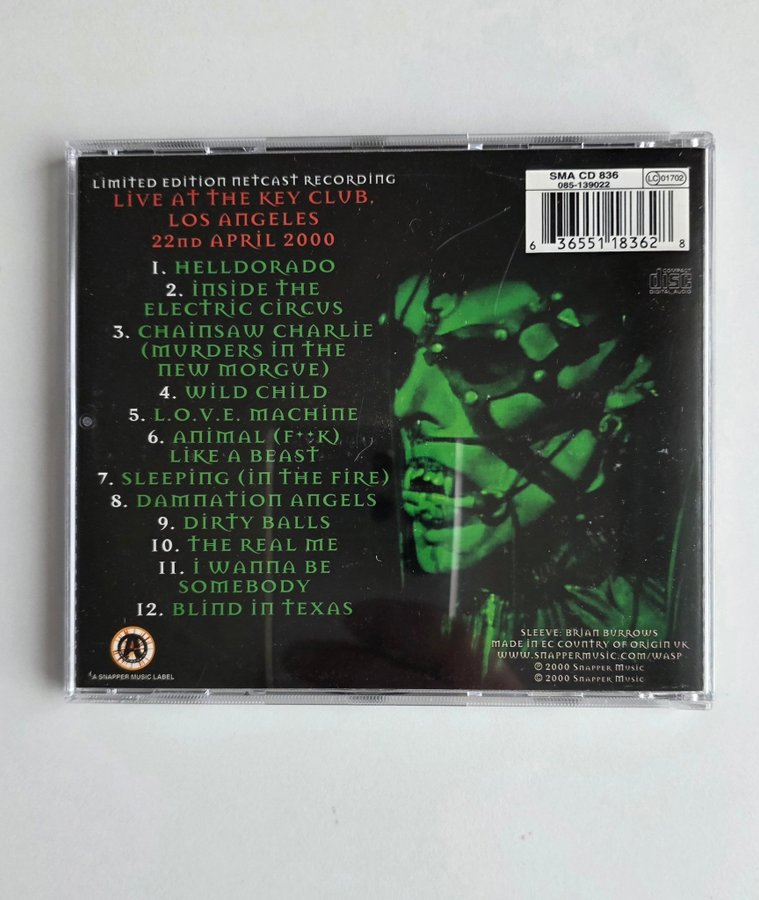 LIMITED EDITION NETCAST RECORDING
LIVE AT THE KEY CLUB,
LOS ANGELES
22ND APRIL 2000
1. HELLDORADO
2. INSIDE THE
ELECTRIC CIRCUS
3. CHAINSAW CHARLIE
(MURDERS IN THE
NEW MORGUE)
4. WILD CHILD
5. L.O.V.E. MACHINE
6. ANIMAL (F**K)
LIKE A BEAST
7. SLEEPING (IN THE FIRE)
8. DAMNATION ANGELS
9. DIRTY BALLS
10. THE REAL ME
11. I WANNA BE
SOMEBODY
12. BLIND IN TEXAS
A SNAPPER MUSIC LABEL
SMA CD 836
085-139022
LC 01702
6 36551 18362 8
COMPACT
disc
DIGITAL AUDIO
SLEEVE: BRIAN BURROWS
MADE IN EC COUNTRY OF ORIGIN UK
WWW.SNAPPERMUSIC.COM/WASP
℗ 2000 SNAPPER MUSIC
© 2000 SNAPPER MUSIC